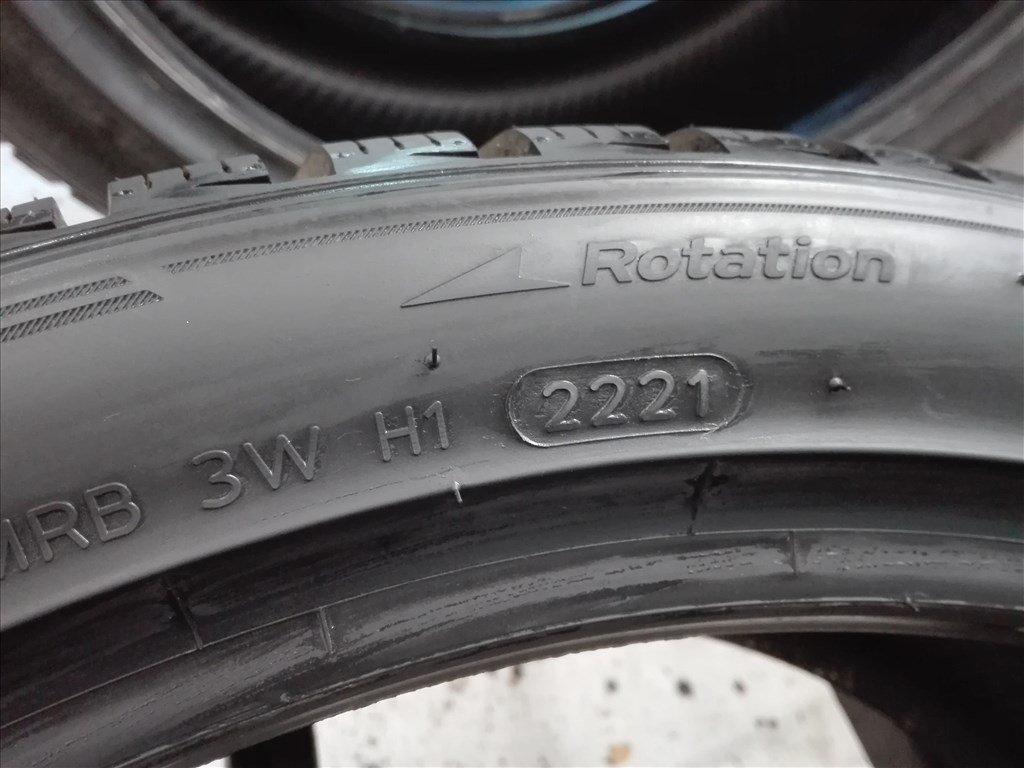 Rotation
MRB 3W H1 2221